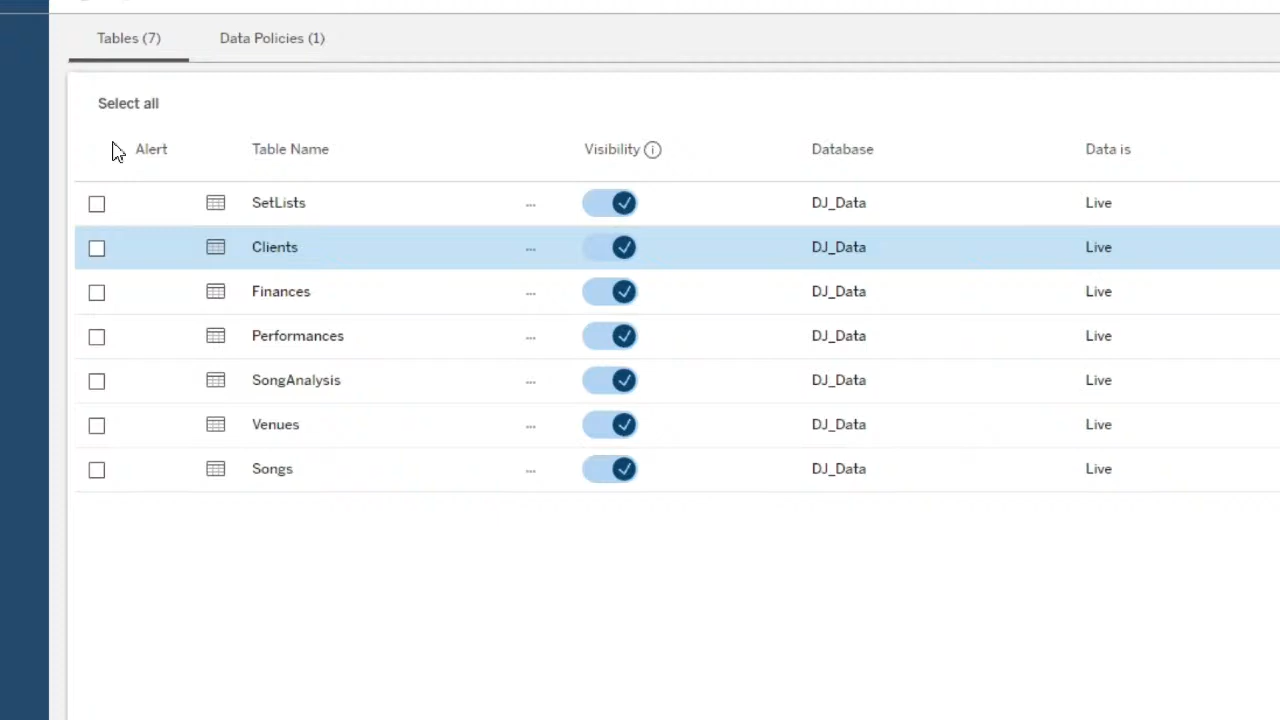 Tables (7) Data Policies (1)
Select all
Alert Table Name Visibility Database Data is
SetLists ... DJ_Data Live
Clients ... DJ_Data Live
Finances ... DJ_Data Live
Performances ... DJ_Data Live
SongAnalysis ... DJ_Data Live
Venues ... DJ_Data Live
Songs ... DJ_Data Live